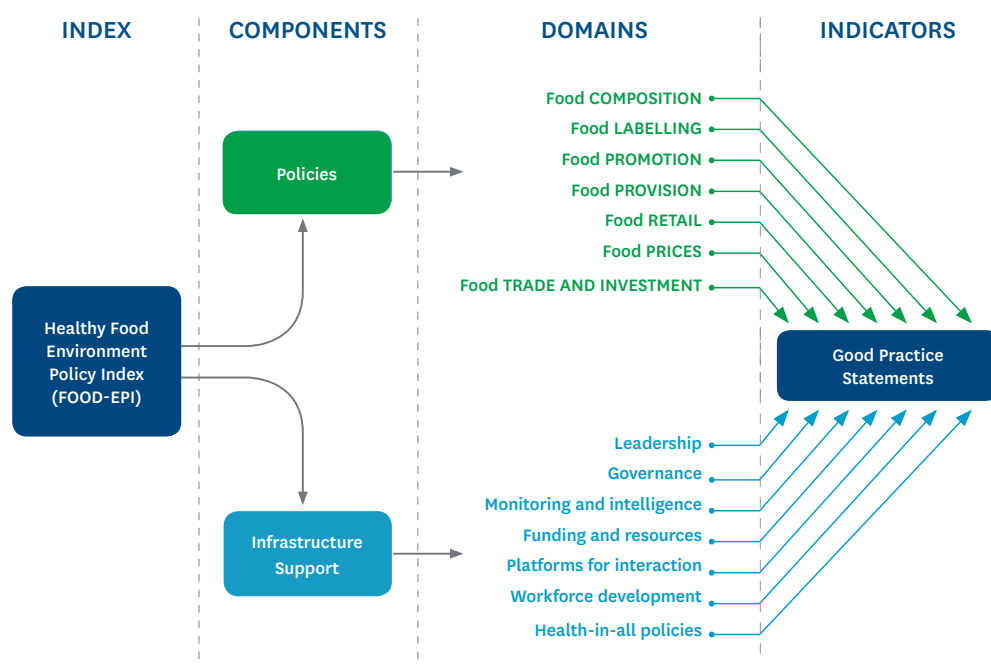 INDEX
COMPONENTS
DOMAINS
INDICATORS
Healthy Food
Environment
Policy Index
(FOOD-EPI)
Policies
Infrastructure
Support
Food COMPOSITION
Food LABELLING
Food PROMOTION
Food PROVISION
Food RETAIL
Food PRICES
Food TRADE AND INVESTMENT
Leadership
Governance
Monitoring and intelligence
Funding and resources
Platforms for interaction
Workforce development
Health-in-all policies
Good Practice
Statements